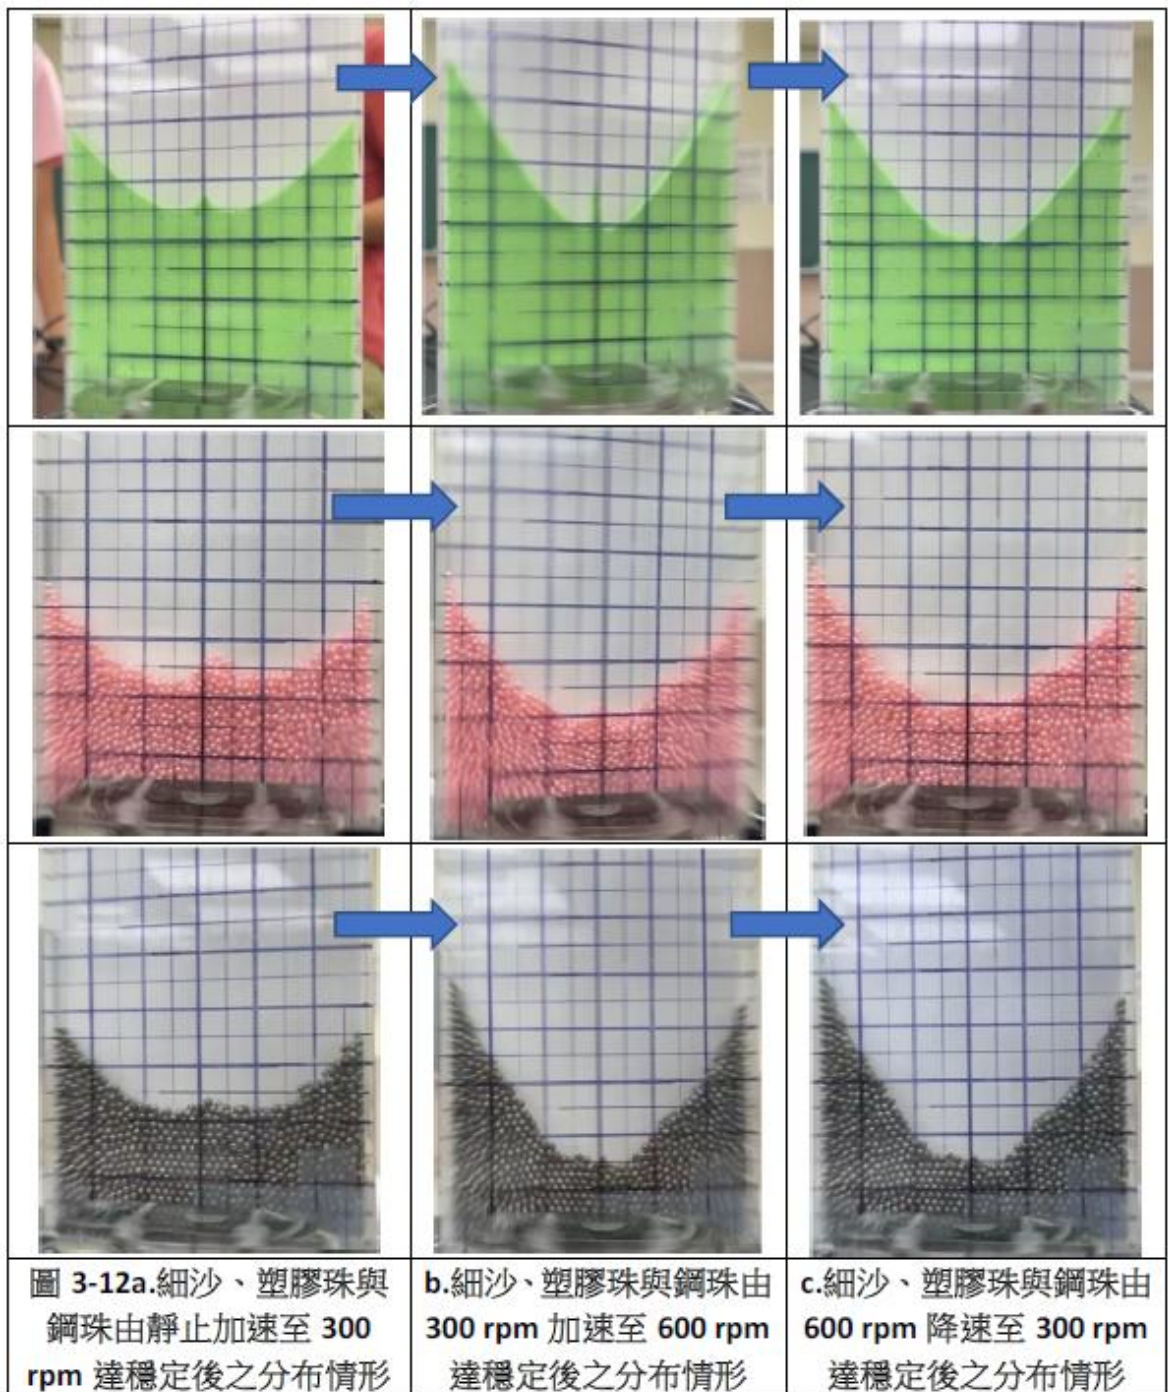 圖 3-12a.細沙、塑膠珠與
鋼珠由靜止加速至 300
rpm 達穩定後之分布情形
b.細沙、塑膠珠與鋼珠由
300 rpm 加速至 600 rpm
達穩定後之分布情形
c.細沙、塑膠珠與鋼珠由
600 rpm 降速至 300 rpm
達穩定後之分布情形